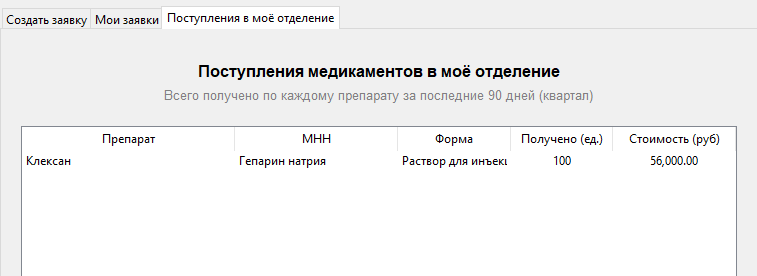 Создать заявку Мои заявки Поступления в моё отделение
Поступления медикаментов в моё отделение
Всего получено по каждому препарату за последние 90 дней (квартал)
Препарат МНН Форма Получено (ед.) Стоимость (руб)
Клексан Гепарин натрия Раствор для инъекц 100 56,000.00